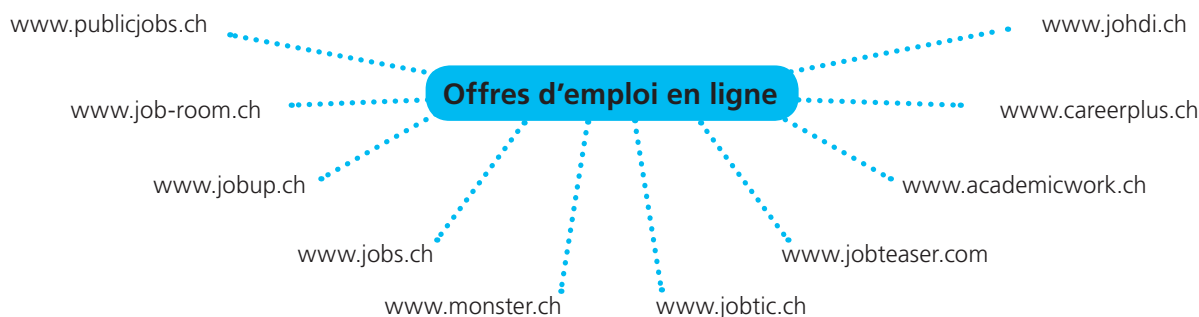 www.publicjobs.ch
www.johdi.ch
Offres d'emploi en ligne
www.job-room.ch
www.careerplus.ch
www.jobup.ch
www.academicwork.ch
www.jobs.ch
www.jobteaser.com
www.monster.ch
www.jobtic.ch